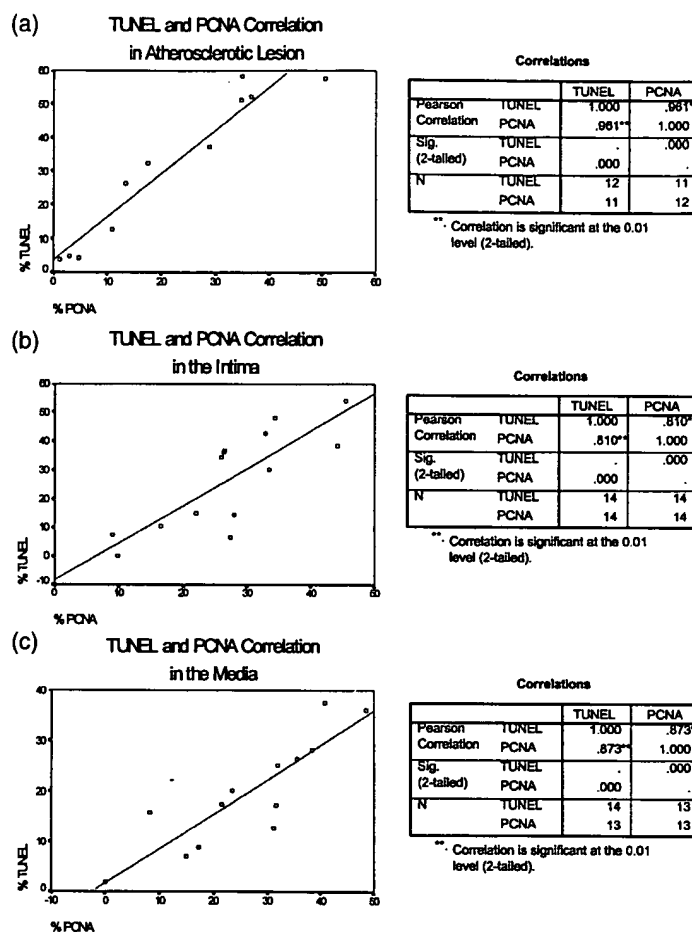 (a)
TUNEL and PCNA Correlation
in Atherosclerotic Lesion
60
50
40
30
20
10
0
% TUNEL
0 10 20 30 40 50 60
% PCNA
Correlations
TUNEL PCNA
Pearson TUNEL 1.000 .961*
Correlation PCNA .961** 1.000
Sig. TUNEL . .000
(2-tailed) PCNA .000 .
N TUNEL 12 11
PCNA 11 12
**. Correlation is significant at the 0.01
level (2-tailed).
(b)
TUNEL and PCNA Correlation
in the Intima
60
50
40
30
20
10
0
-10
% TUNEL
0 10 20 30 40 50
% PCNA
Correlations
TUNEL PCNA
Pearson TUNEL 1.000 .810*
Correlation PCNA .810** 1.000
Sig. TUNEL . .000
(2-tailed) PCNA .000 .
N TUNEL 14 14
PCNA 14 14
**. Correlation is significant at the 0.01
level (2-tailed).
(c)
TUNEL and PCNA Correlation
in the Media
40
30
20
10
0
% TUNEL
-10 0 10 20 30 40 50
% PCNA
Correlations
TUNEL PCNA
Pearson TUNEL 1.000 .873*
Correlation PCNA .873** 1.000
Sig. TUNEL . .000
(2-tailed) PCNA .000 .
N TUNEL 14 13
PCNA 13 13
**. Correlation is significant at the 0.01
level (2-tailed).